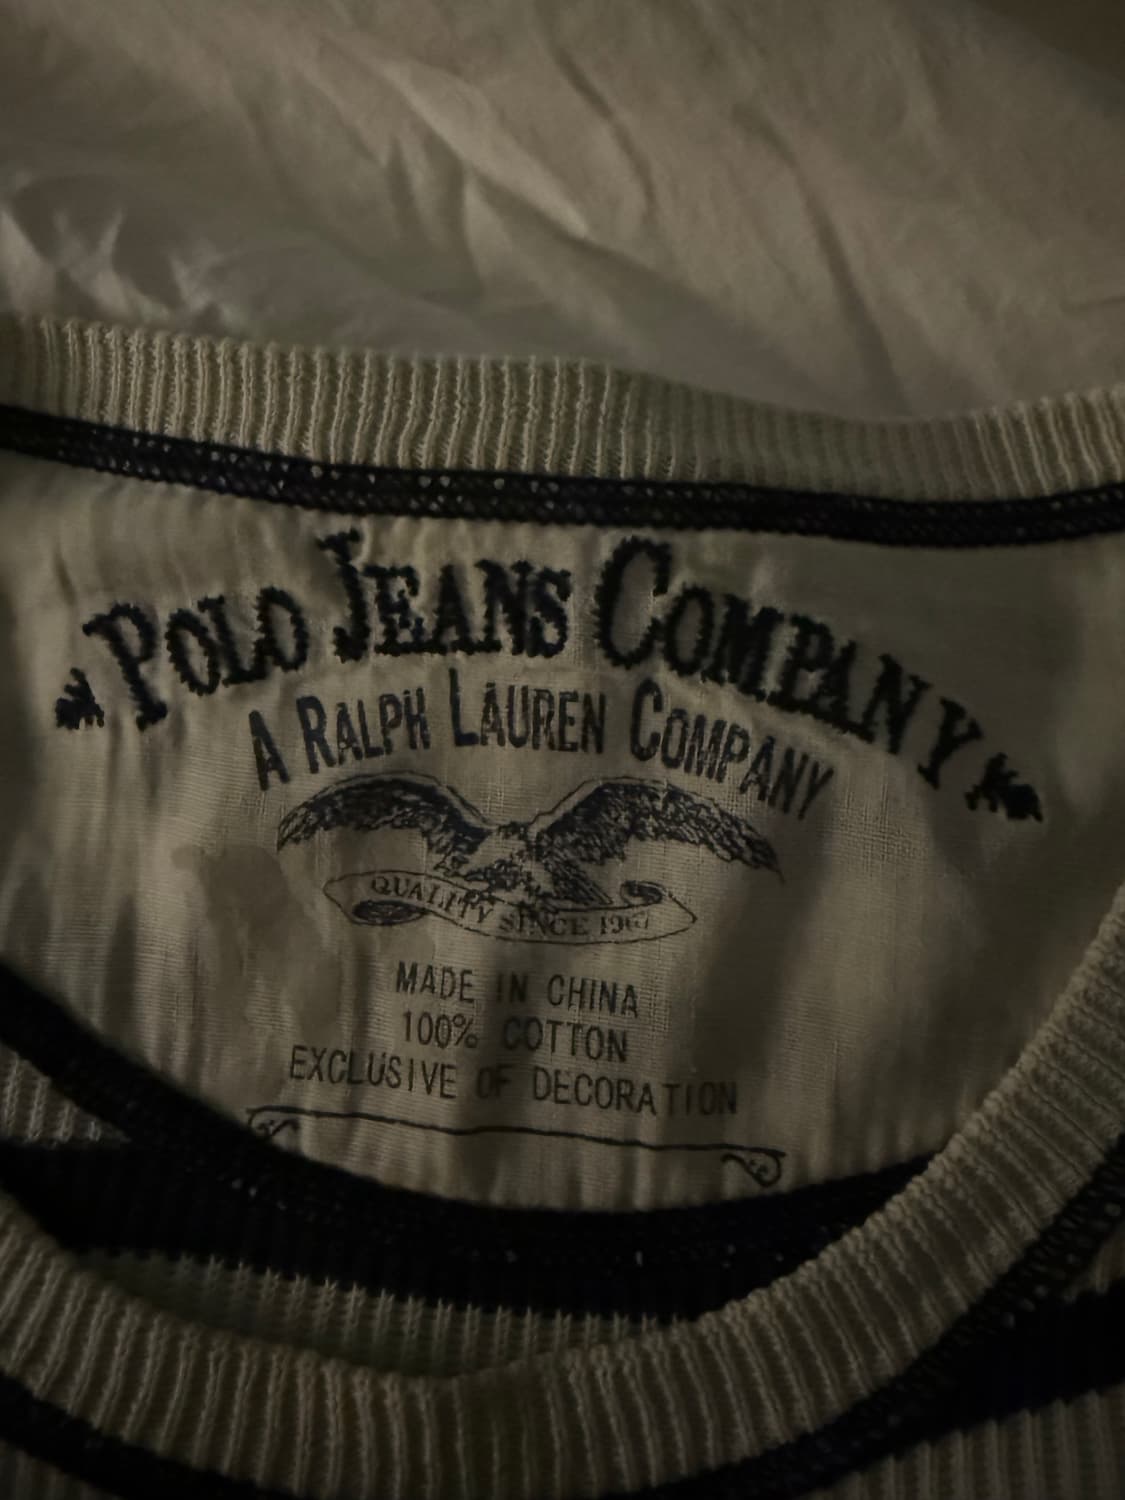 POLO JEANS COMPANY
A RALPH LAUREN COMPANY
QUALITY SINCE 1967
MADE IN CHINA
100% COTTON
EXCLUSIVE OF DECORATION